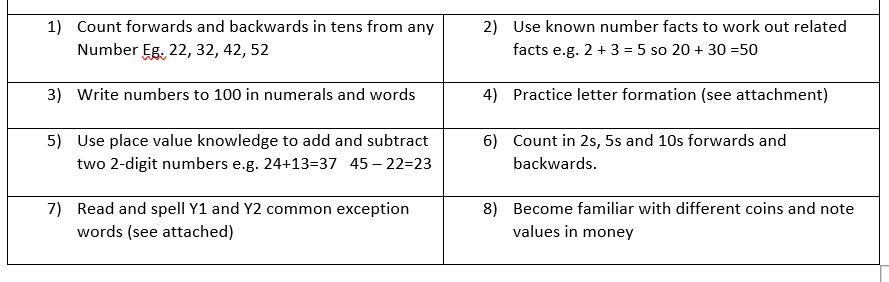 1) Count forwards and backwards in tens from any
Number Eg. 22, 32, 42, 52
2) Use known number facts to work out related
facts e.g. 2 + 3 = 5 so 20 + 30 =50
3) Write numbers to 100 in numerals and words
4) Practice letter formation (see attachment)
5) Use place value knowledge to add and subtract
two 2-digit numbers e.g. 24+13=37 45 – 22=23
6) Count in 2s, 5s and 10s forwards and
backwards.
7) Read and spell Y1 and Y2 common exception
words (see attached)
8) Become familiar with different coins and note
values in money